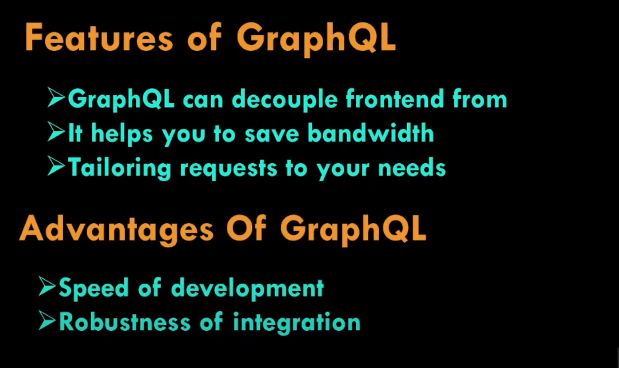 Features of GraphQL
➢GraphQL can decouple frontend from
➢It helps you to save bandwidth
➢Tailoring requests to your needs
Advantages Of GraphQL
➢Speed of development
➢Robustness of integration